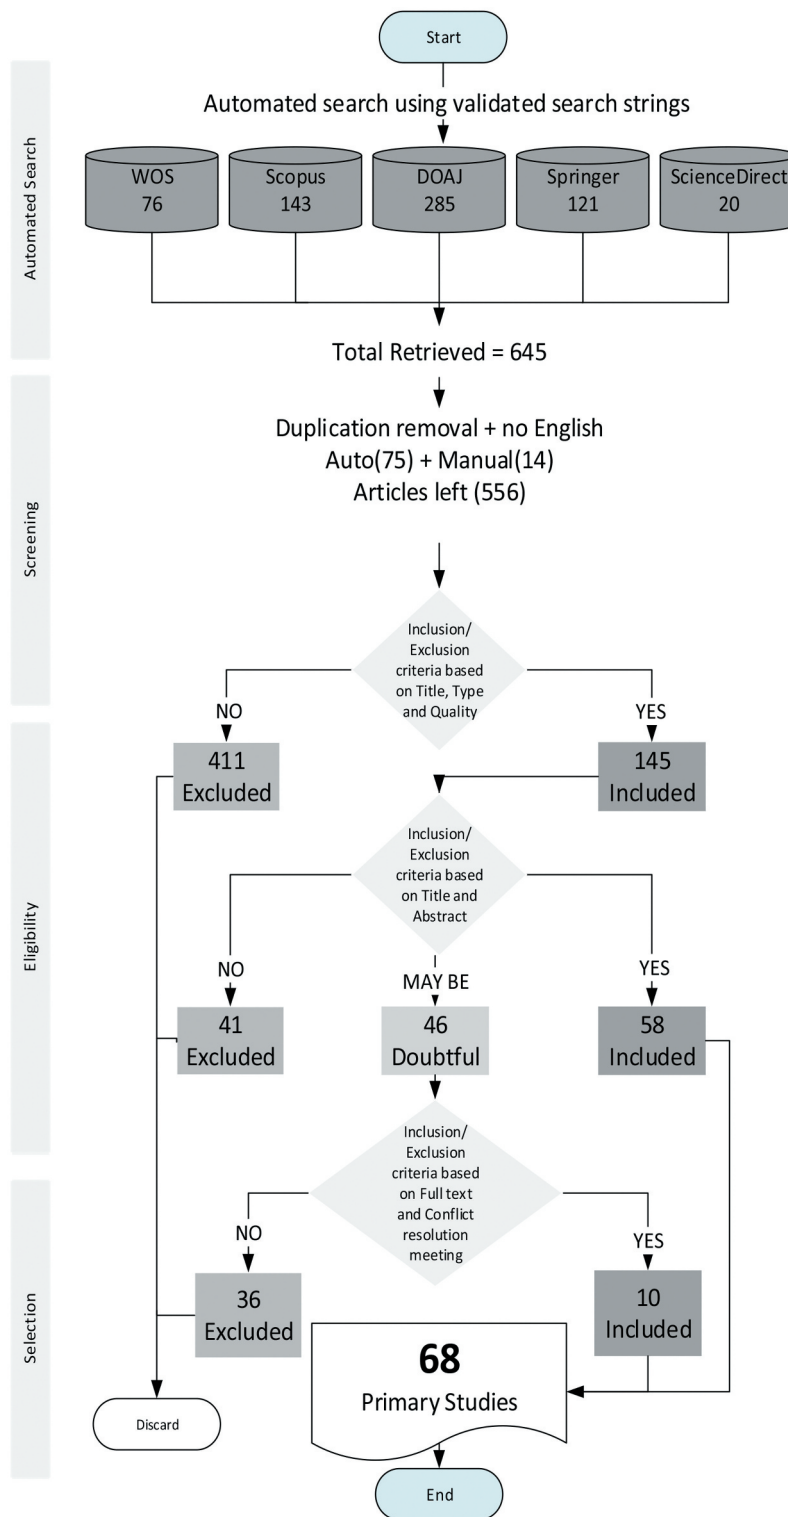 Start
Automated Search
Automated search using validated search strings
WOS
76
Scopus
143
DOAJ
285
Springer
121
ScienceDirect
20
Total Retrieved = 645
Screening
Duplication removal + no English
Auto(75) + Manual(14)
Articles left (556)
Inclusion/
Exclusion
criteria based
on Title, Type
and Quality
NO
YES
411
Excluded
145
Included
Eligibility
Inclusion/
Exclusion
criteria based
on Title and
Abstract
NO
MAY BE
YES
41
Excluded
46
Doubtful
58
Included
Selection
Inclusion/
Exclusion
criteria based
on Full text
and Conflict
resolution
meeting
NO
YES
36
Excluded
10
Included
68
Primary Studies
Discard
End